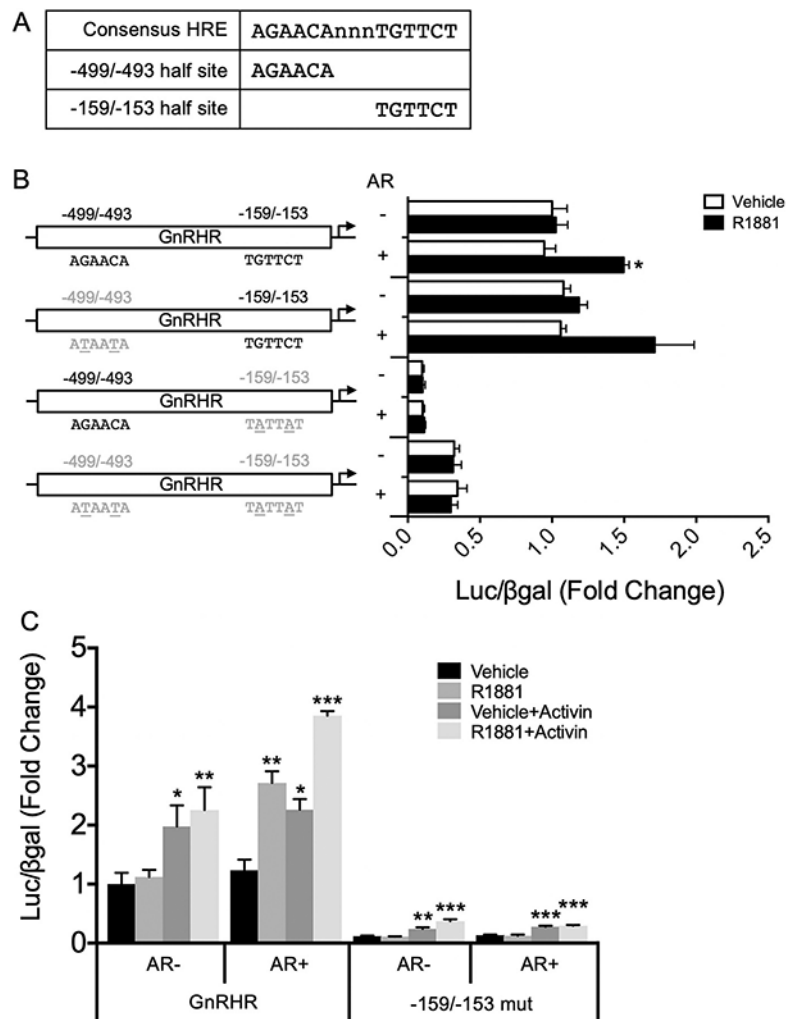 A
Consensus HRE AGAACAnnnTGTTCT
-499/-493 half site AGAACA
-159/-153 half site TGTTCT
B
AR
Vehicle
R1881
-499/-493 -159/-153
GnRHR
AGAACA TGTTCT
-
+
*
-499/-493 -159/-153
GnRHR
ATAATA TGTTCT
-
+
-499/-493 -159/-153
GnRHR
AGAACA TATTAT
-
+
-499/-493 -159/-153
GnRHR
ATAATA TATTAT
-
+
0.0 0.5 1.0 1.5 2.0 2.5
Luc/βgal (Fold Change)
C
Luc/βgal (Fold Change)
5
4
3
2
1
0
Vehicle
R1881
Vehicle+Activin
R1881+Activin
* ** ** * *** ** *** *** ***
AR- AR+ AR- AR+
GnRHR -159/-153 mut